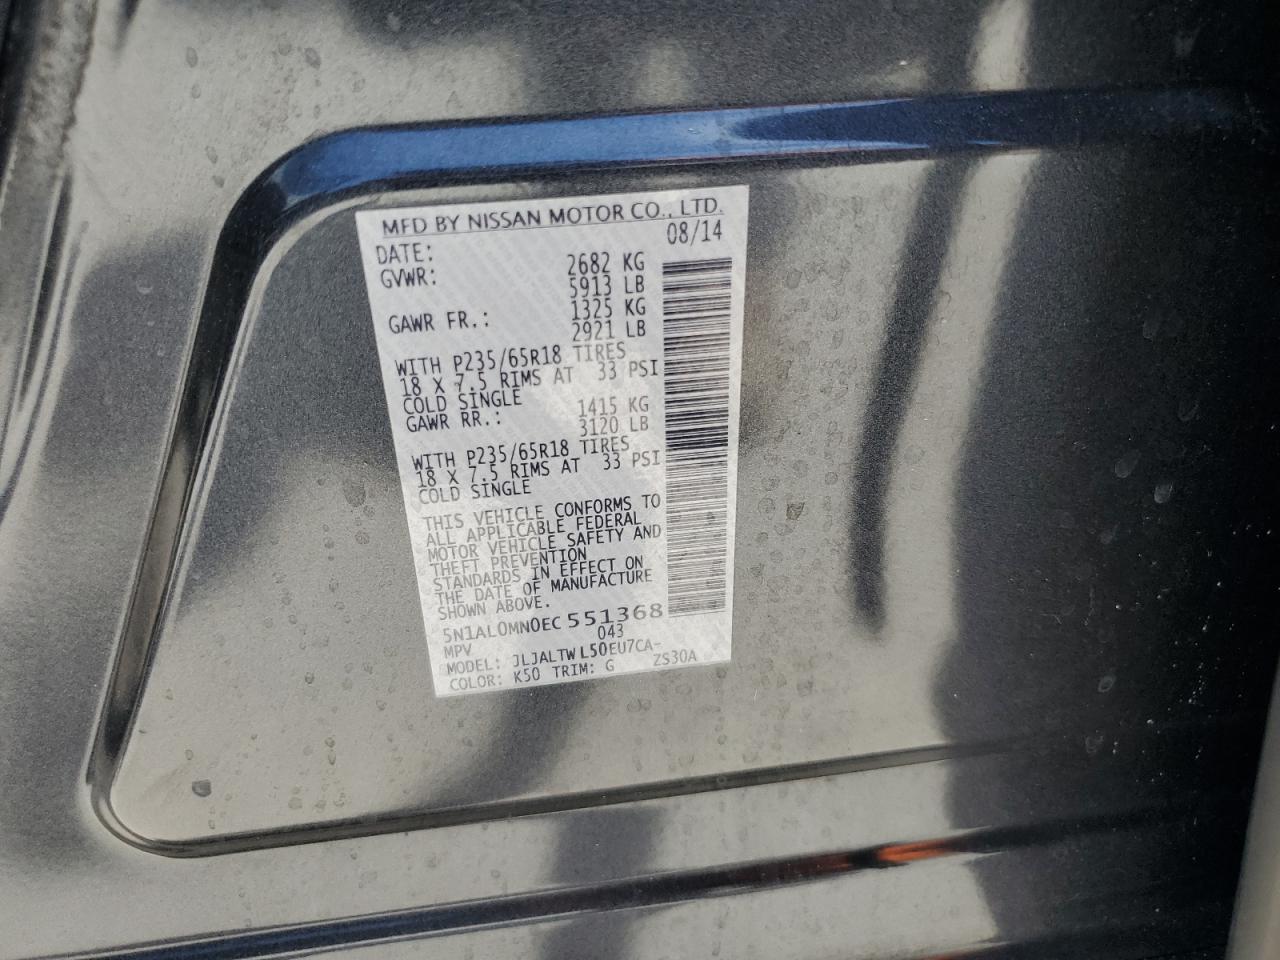 MFD BY NISSAN MOTOR CO., LTD.
DATE: 08/14
GVWR: 2682 KG
5913 LB
GAWR FR.: 1325 KG
2921 LB
WITH P235/65R18 TIRES
18 X 7.5 RIMS AT 33 PSI
COLD SINGLE
GAWR RR.: 1415 KG
3120 LB
WITH P235/65R18 TIRES
18 X 7.5 RIMS AT 33 PSI
COLD SINGLE
THIS VEHICLE CONFORMS TO
ALL APPLICABLE FEDERAL
MOTOR VEHICLE SAFETY AND
THEFT PREVENTION
STANDARDS IN EFFECT ON
THE DATE OF MANUFACTURE
SHOWN ABOVE.
5N1AL0MN0EC551368
MPV 043
MODEL: JLJALTWL50EU7CA-
COLOR: K50 TRIM: G ZS30A